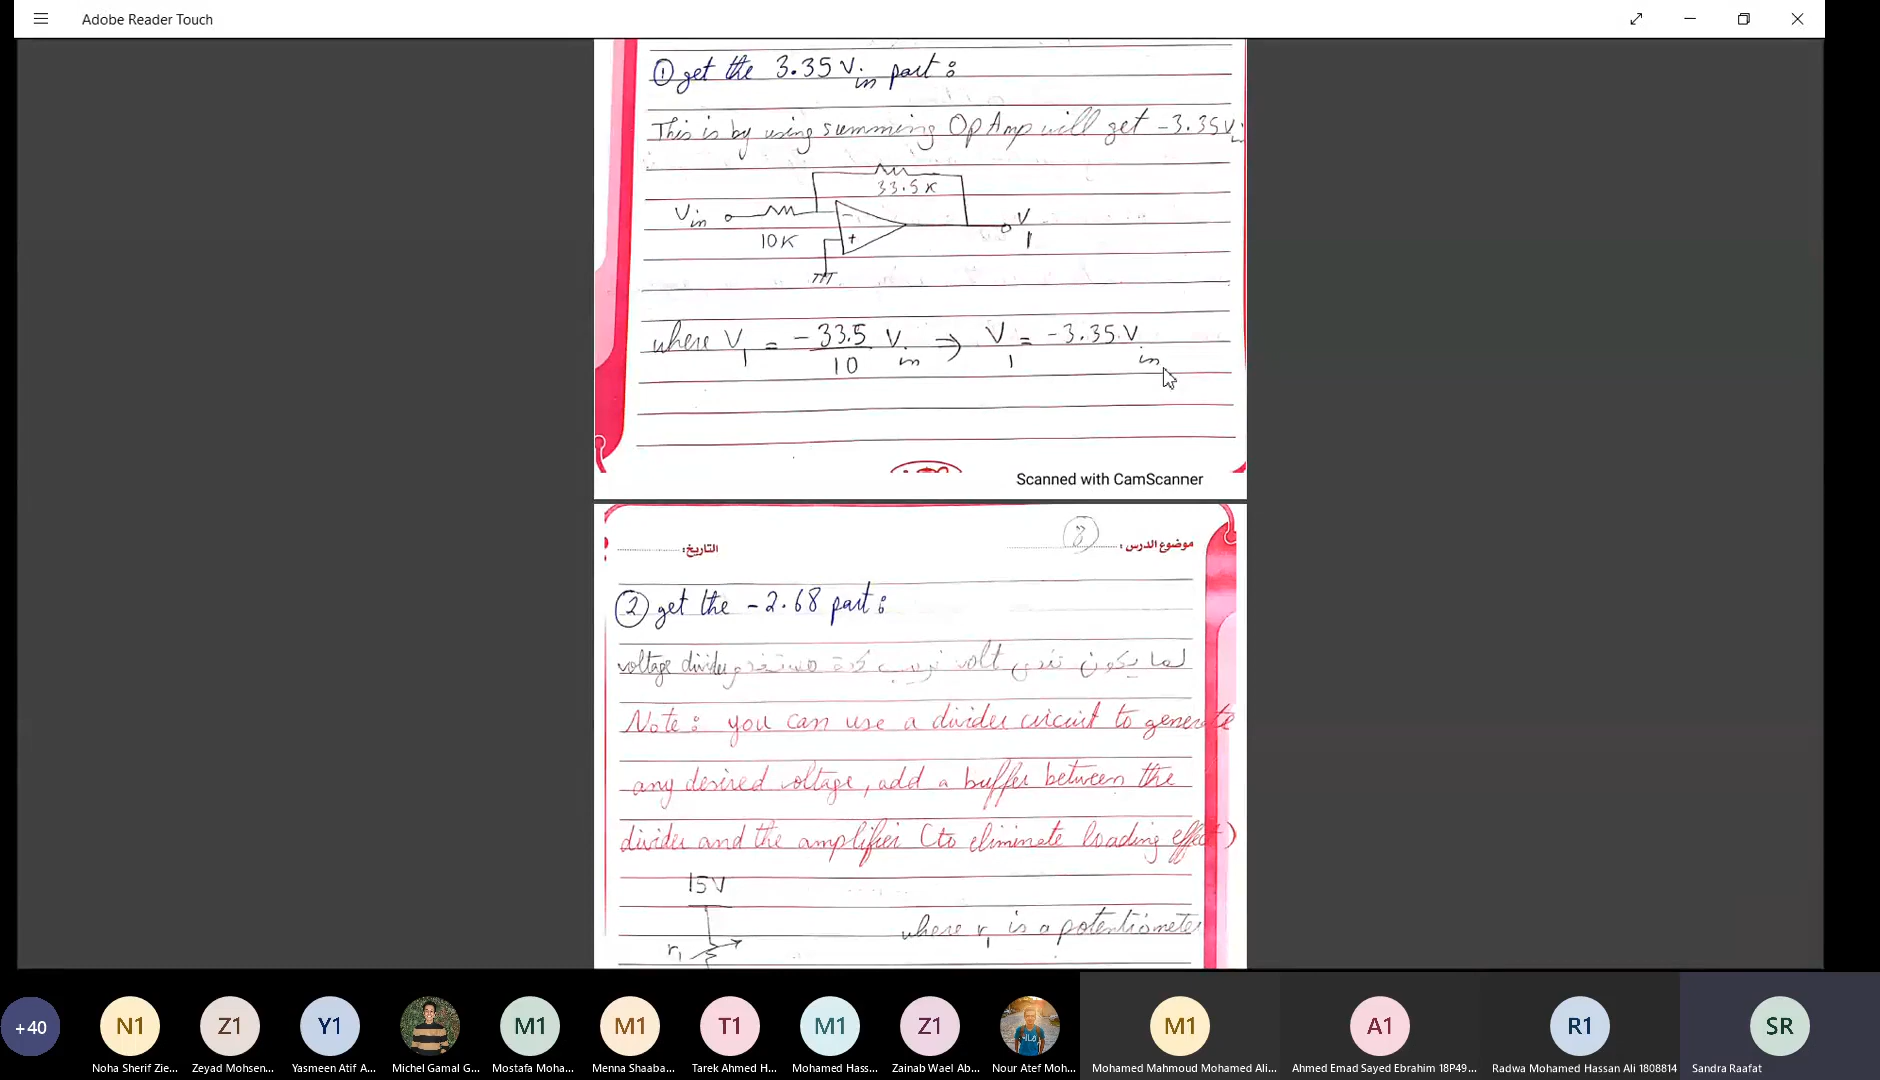 Adobe Reader Touch
① get the 3.35 Vin part :
This is by using summing OpAmp will get -3.35Vin
33.5K
Vin
10K
-
+
V1
where V1 = -33.5/10 Vin ⇒ V1 = -3.35 Vin
Scanned with CamScanner
موضوع الدرس :
التاريخ:
② get the -2.68 part :
لما يكون عندى volt غريب كدة هستخدم voltage divider
Note : you can use a divider circuit to generate
any desired voltage, add a buffer between the
divider and the amplifier (to eliminate loading effect)
15V
where r1 is a potentiometer
r1
+40
N1
Z1
Y1
M1
M1
T1
M1
Z1
M1
A1
R1
SR
Noha Sherif Zie...
Zeyad Mohsen...
Yasmeen Atif A...
Michel Gamal G...
Mostafa Moha...
Menna Shaaba...
Tarek Ahmed H...
Mohamed Hass...
Zainab Wael Ab...
Nour Atef Moh...
Mohamed Mahmoud Mohamed Ali...
Ahmed Emad Sayed Ebrahim 18P49...
Radwa Mohamed Hassan Ali 1808814
Sandra Raafat